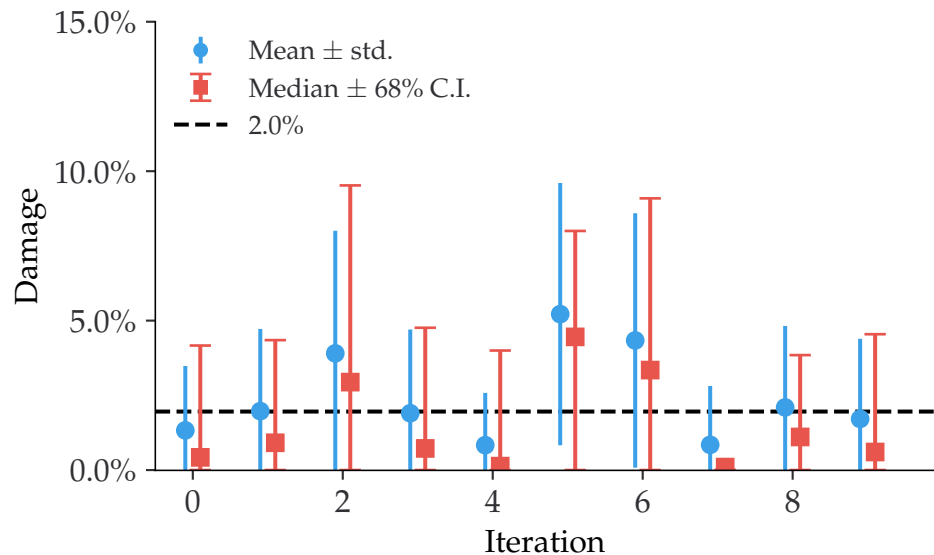 15.0%
Mean ± std.
Median ± 68% C.I.
2.0%
10.0%
Damage
5.0%
0.0%
0 2 4 6 8
Iteration